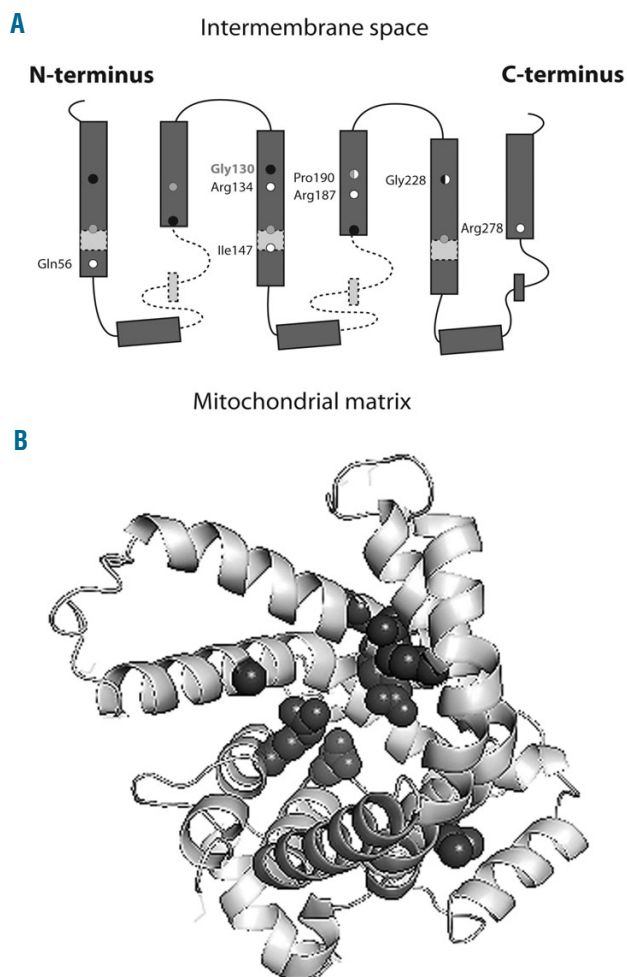 A
Intermembrane space
N-terminus
C-terminus
Gly130
Arg134
Pro190
Arg187
Gly228
Arg278
Ile147
Gln56
Mitochondrial matrix
B